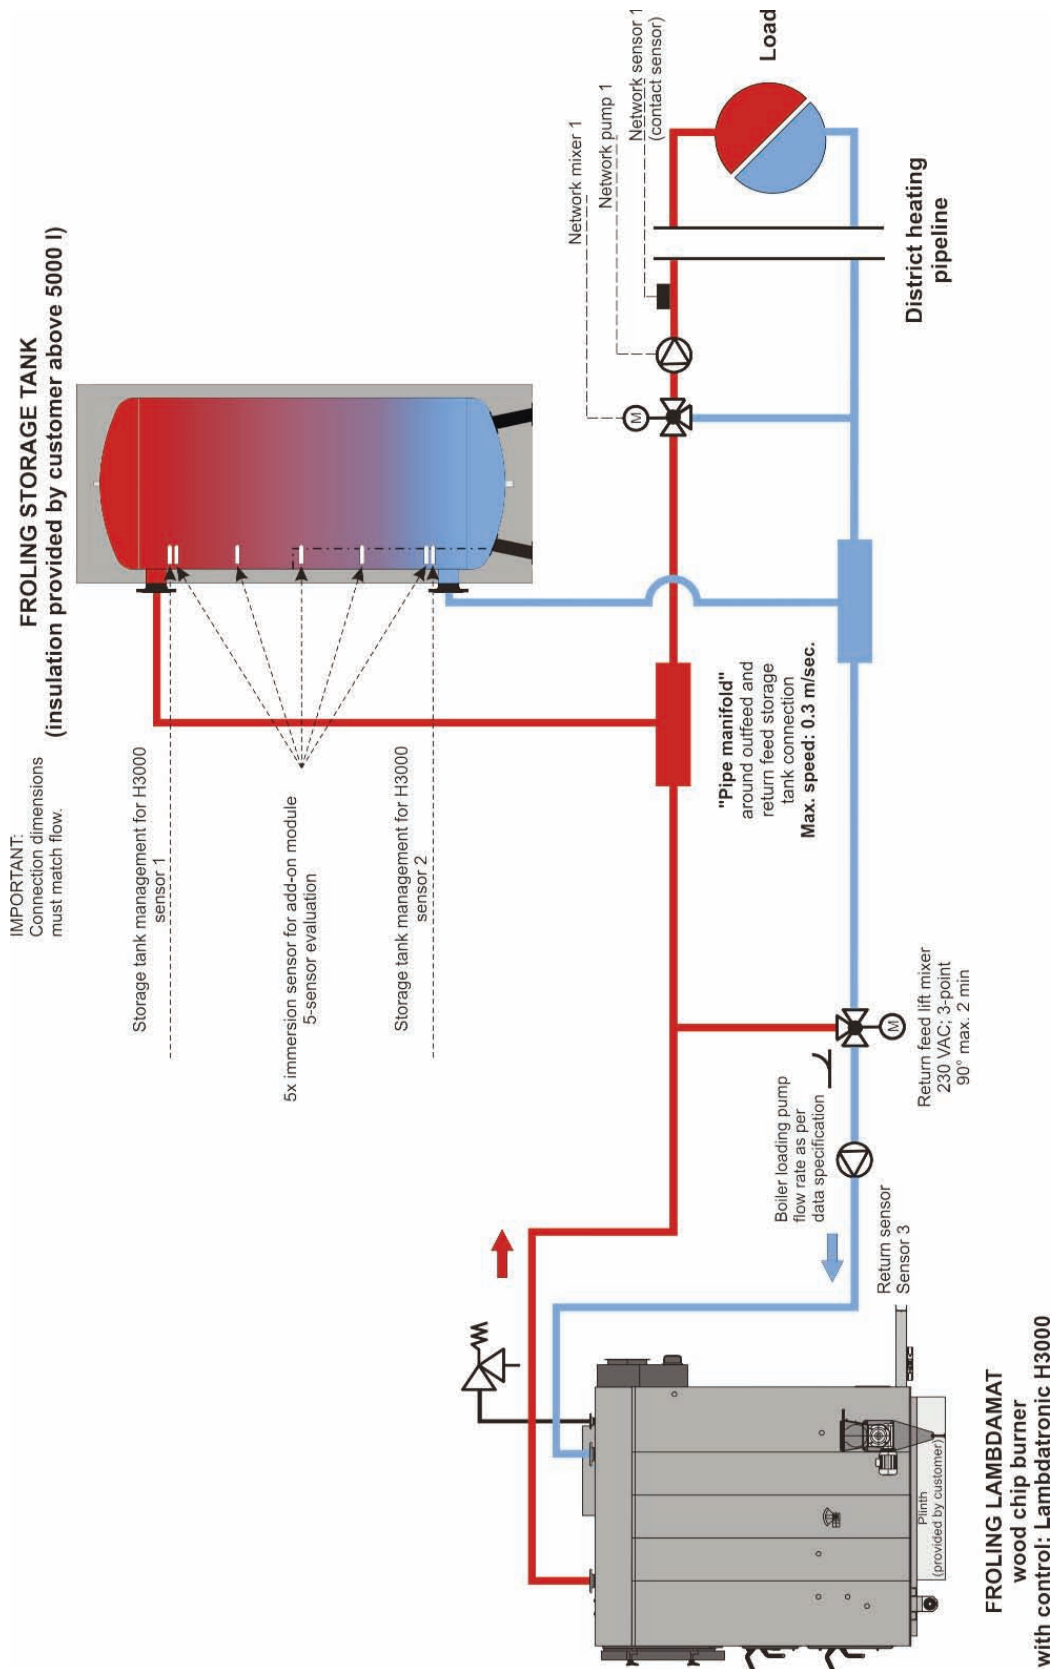 IMPORTANT:
Connection dimensions
must match flow.
FROLING STORAGE TANK
(insulation provided by customer above 5000 l)
Storage tank management for H3000
sensor 1
5x immersion sensor for add-on module
5-sensor evaluation
Storage tank management for H3000
sensor 2
Network mixer 1
Network pump 1
Network sensor 1
(contact sensor)
Load
District heating
pipeline
"Pipe manifold"
around outfeed and
return feed storage
tank connection
Max. speed: 0.3 m/sec.
M
M
Return feed lift mixer
230 VAC; 3-point
90° max. 2 min
Boiler loading pump
flow rate as per
data specification
Return sensor
Sensor 3
Plinth
(provided by customer)
FROLING LAMBDAMAT
wood chip burner
with control: Lambdatronic H3000